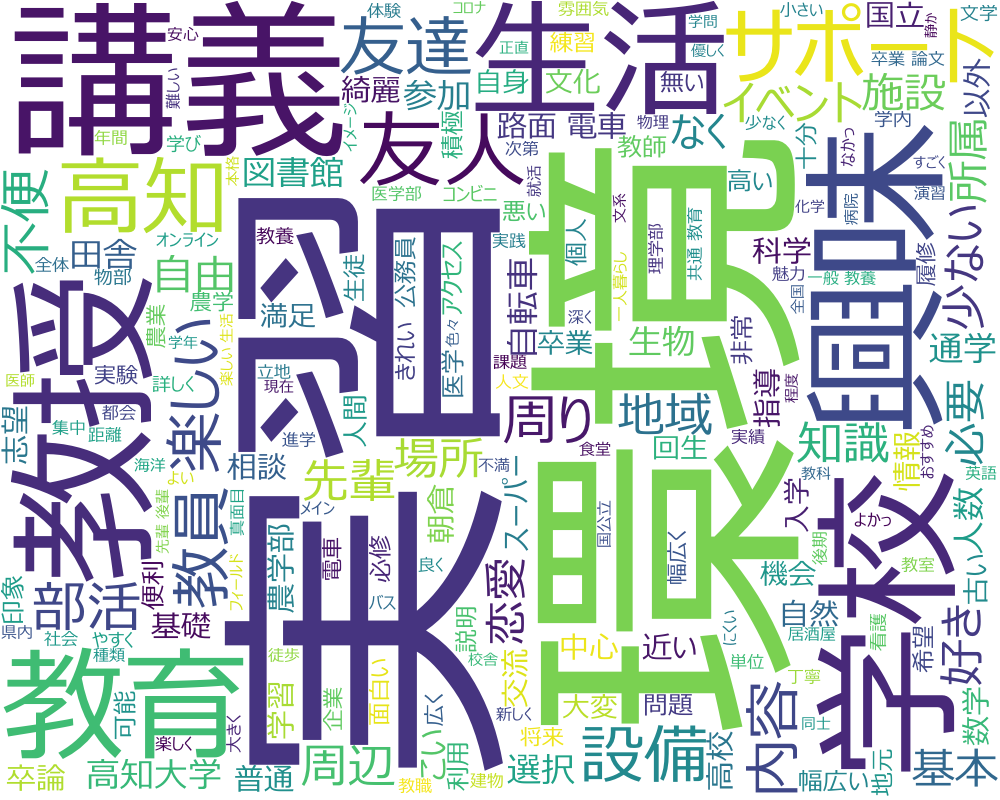 講義
生活
サポート
友達
友人
高知
教授
実習
環境
興味
学校
教育
体験
コロナ
雰囲気
小さい
国立
文学
安心
正直
練習
学問
静か
難しい
綺麗
参加
自身
文化
優しく
無い
イベント
施設
卒業 論文
以外
年間
学び
イメージ
積極
路面 電車
物理
なく
少なく
十分
学内
所属
次第
教師
なかっ
すごく
不便
本格
図書館
医学部
コンビニ
就活
悪い
文系
高い
化学
病院
演習
田舎
オンライン
教養
実践
個人
理学部
共通 教育
科学
履修
少ない
全体
物部
自由
生徒
公務員
アクセス
自転車
一人暮らし
魅力
一般 教養
全国
農業
農学
満足
きれい
色々
医学
深く
非常
生物
通学
学年
楽しい 生活
立地
現在
課題
卒業
人文
指導
程度
医師
実験
楽しい
詳しく
人間
周り
地域
必要
志望
都会
集中
距離
進学
食堂
実績
知識
情報
おすすめ
海洋
よい
相談
先輩
場所
不満
回生
教科
英語
教員
真面目
先輩 後輩
メイン
朝倉
スーパー
国公立
幅広く
入学
よかっ
人数
古い
印象
部活
便利
フィールド
農学部
電車
必修
良く
恋愛
機会
後期
教室
県内
社会
やすく
種類
基礎
バス
説明
中心
近い
にくい
自然
居酒屋
看護
希望
好き
徒歩
校舎
交流
単位
丁寧
可能
学習
企業
面白い
広く
新しく
大変
問題
内容
同士
数学
楽しく
大きく
周辺
こい
利用
将来
設備
高校
地元
卒論
高知大学
普通
教職
建物
選択
幅広い
基本